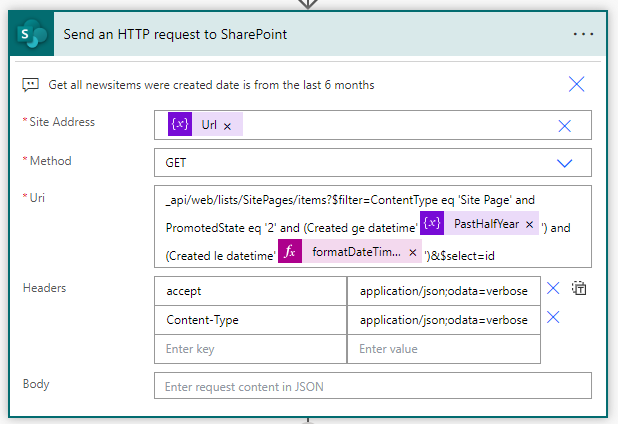 S
Send an HTTP request to SharePoint
...
Get all newsitems were created date is from the last 6 months
* Site Address
{x} Url ×
* Method
GET
* Uri
_api/web/lists/SitePages/items?$filter=ContentType eq 'Site Page' and
PromotedState eq '2' and (Created ge datetime' {x} PastHalfYear × ') and
(Created le datetime' fx formatDateTim... × ')&$select=id
Headers
accept application/json;odata=verbose
Content-Type application/json;odata=verbose
Enter key Enter value
Body
Enter request content in JSON